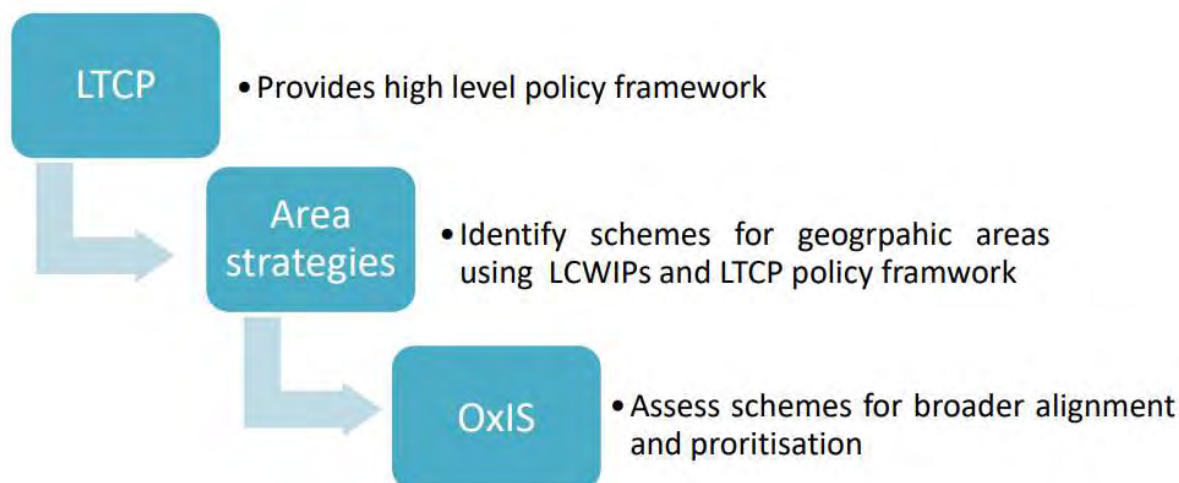 LTCP
• Provides high level policy framework
Area
strategies
• Identify schemes for geogrpahic areas
using LCWIPs and LTCP policy framwork
OxIS
• Assess schemes for broader alignment
and proritisation